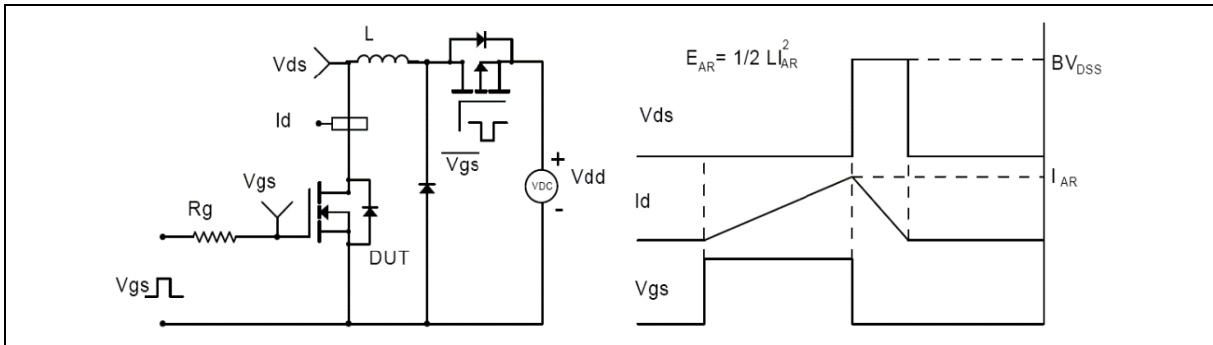 L
Vds
Id
Vgs
Vgs
Rg
DUT
Vgs
+
VDC
-
Vdd
E_AR = 1/2 LI_AR^2
BV_DSS
Vds
I_AR
Id
Vgs